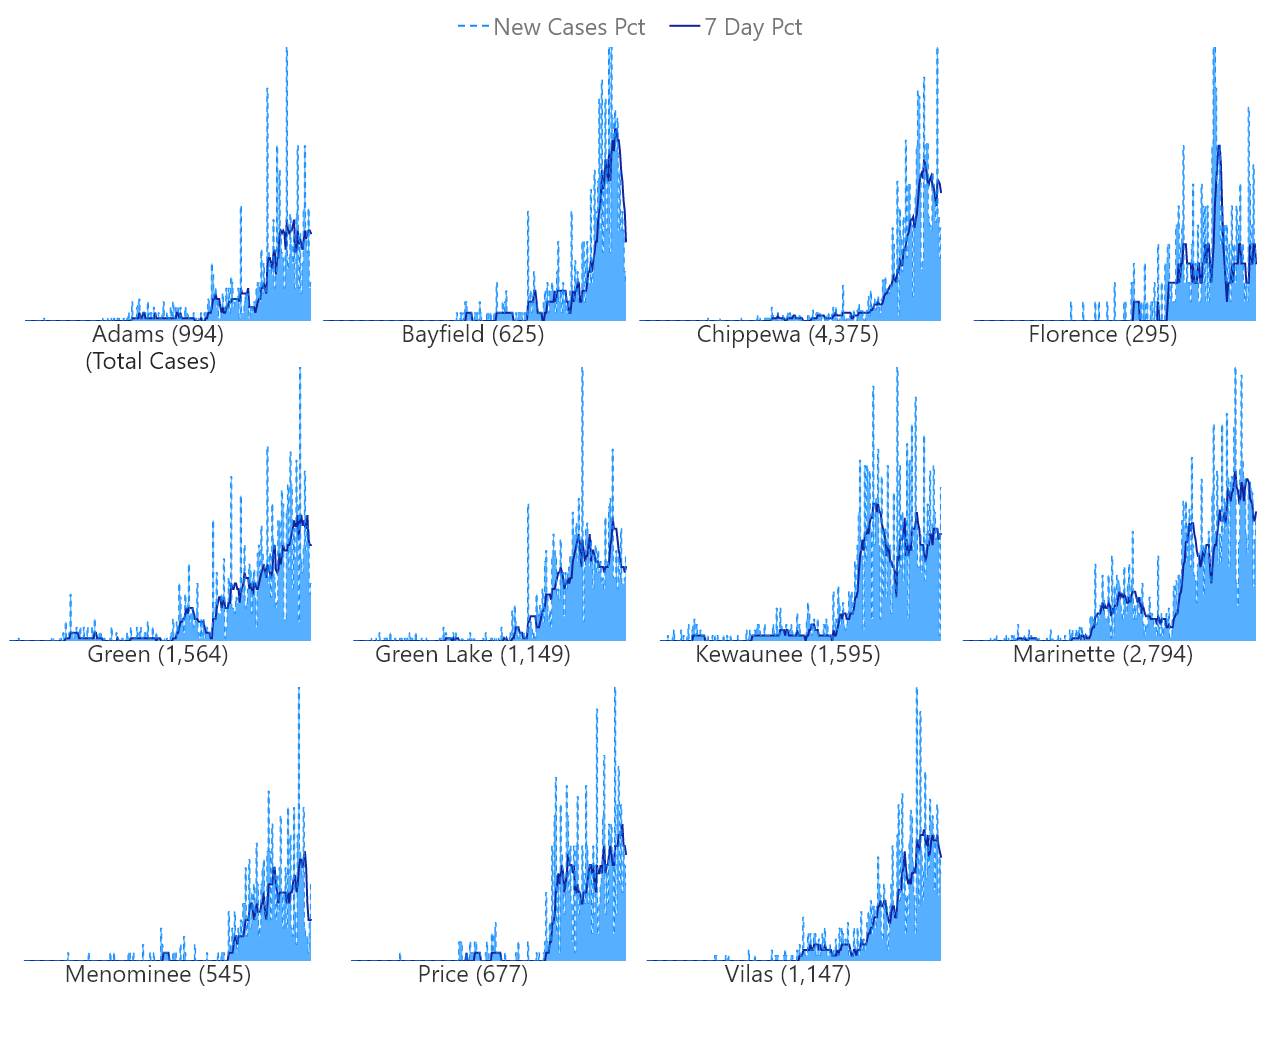 New Cases Pct 7 Day Pct
Adams (994)
(Total Cases)
Bayfield (625)
Chippewa (4,375)
Florence (295)
Green (1,564)
Green Lake (1,149)
Kewaunee (1,595)
Marinette (2,794)
Menominee (545)
Price (677)
Vilas (1,147)